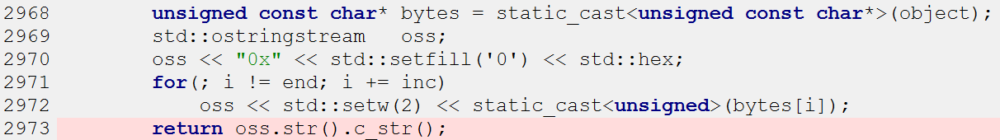 2968 unsigned const char* bytes = static_cast<unsigned const char*>(object);
2969 std::ostringstream   oss;
2970 oss << "0x" << std::setfill('0') << std::hex;
2971 for(; i != end; i += inc)
2972     oss << std::setw(2) << static_cast<unsigned>(bytes[i]);
2973 return oss.str().c_str();